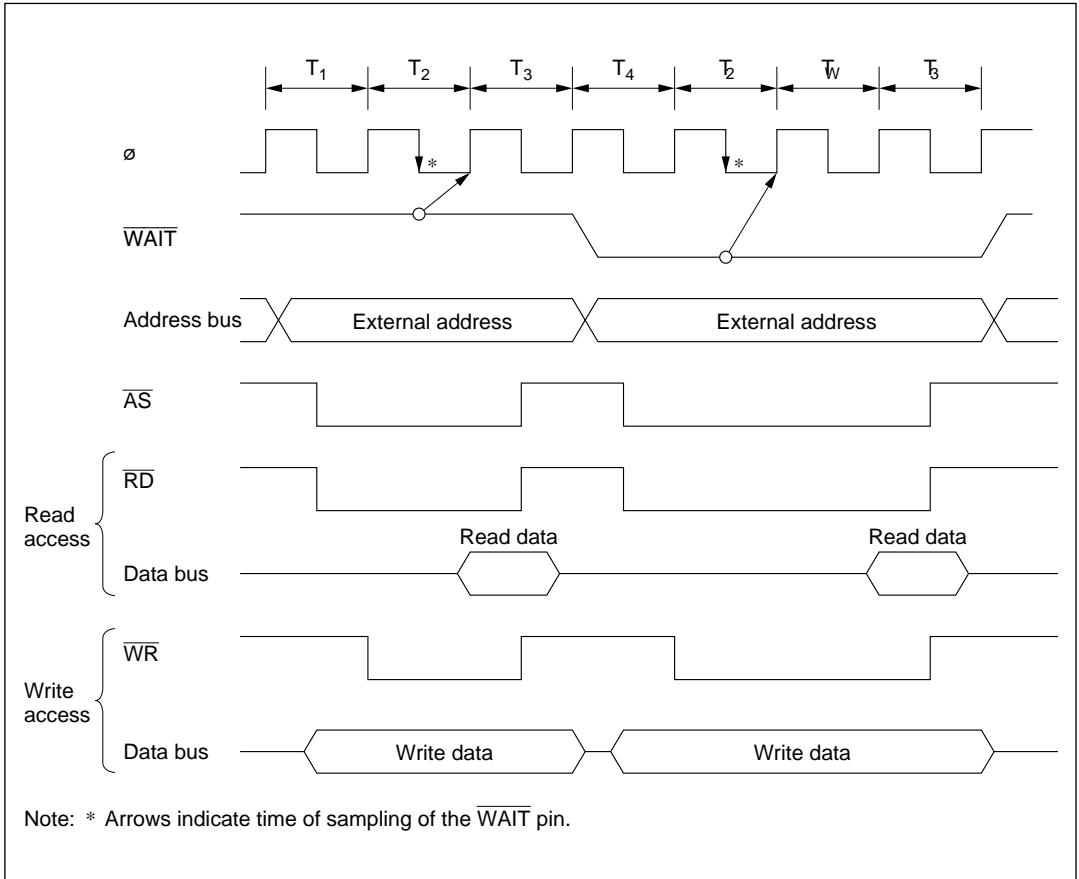 T1 T2 T3 T4 T2 TW T3
ø
*
*
WAIT
Address bus External address External address
AS
Read access
RD
Read data Read data
Data bus
Write access
WR
Data bus Write data Write data
Note: * Arrows indicate time of sampling of the WAIT pin.